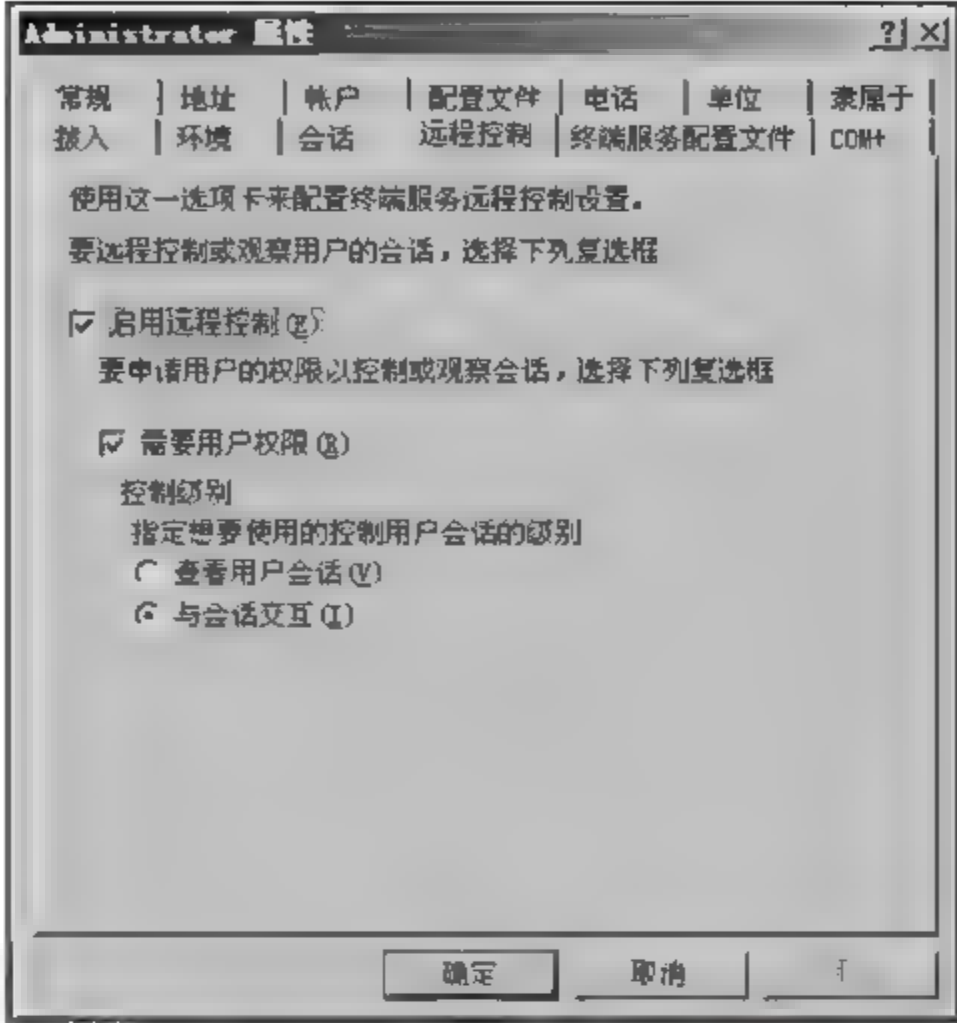 Administrator 属性
常规 地址 帐户 配置文件 电话 单位 隶属于
拨入 环境 会话 远程控制 终端服务配置文件 COM+
使用这一选项卡来配置终端服务远程控制设置。
要远程控制或观察用户的会话，选择下列复选框
启用远程控制(E)
要申请用户的权限以控制或观察会话，选择下列复选框
需要用户权限(R)
控制级别
指定想要使用的控制用户会话的级别
查看用户会话(V)
与会话交互(I)
确定 取消